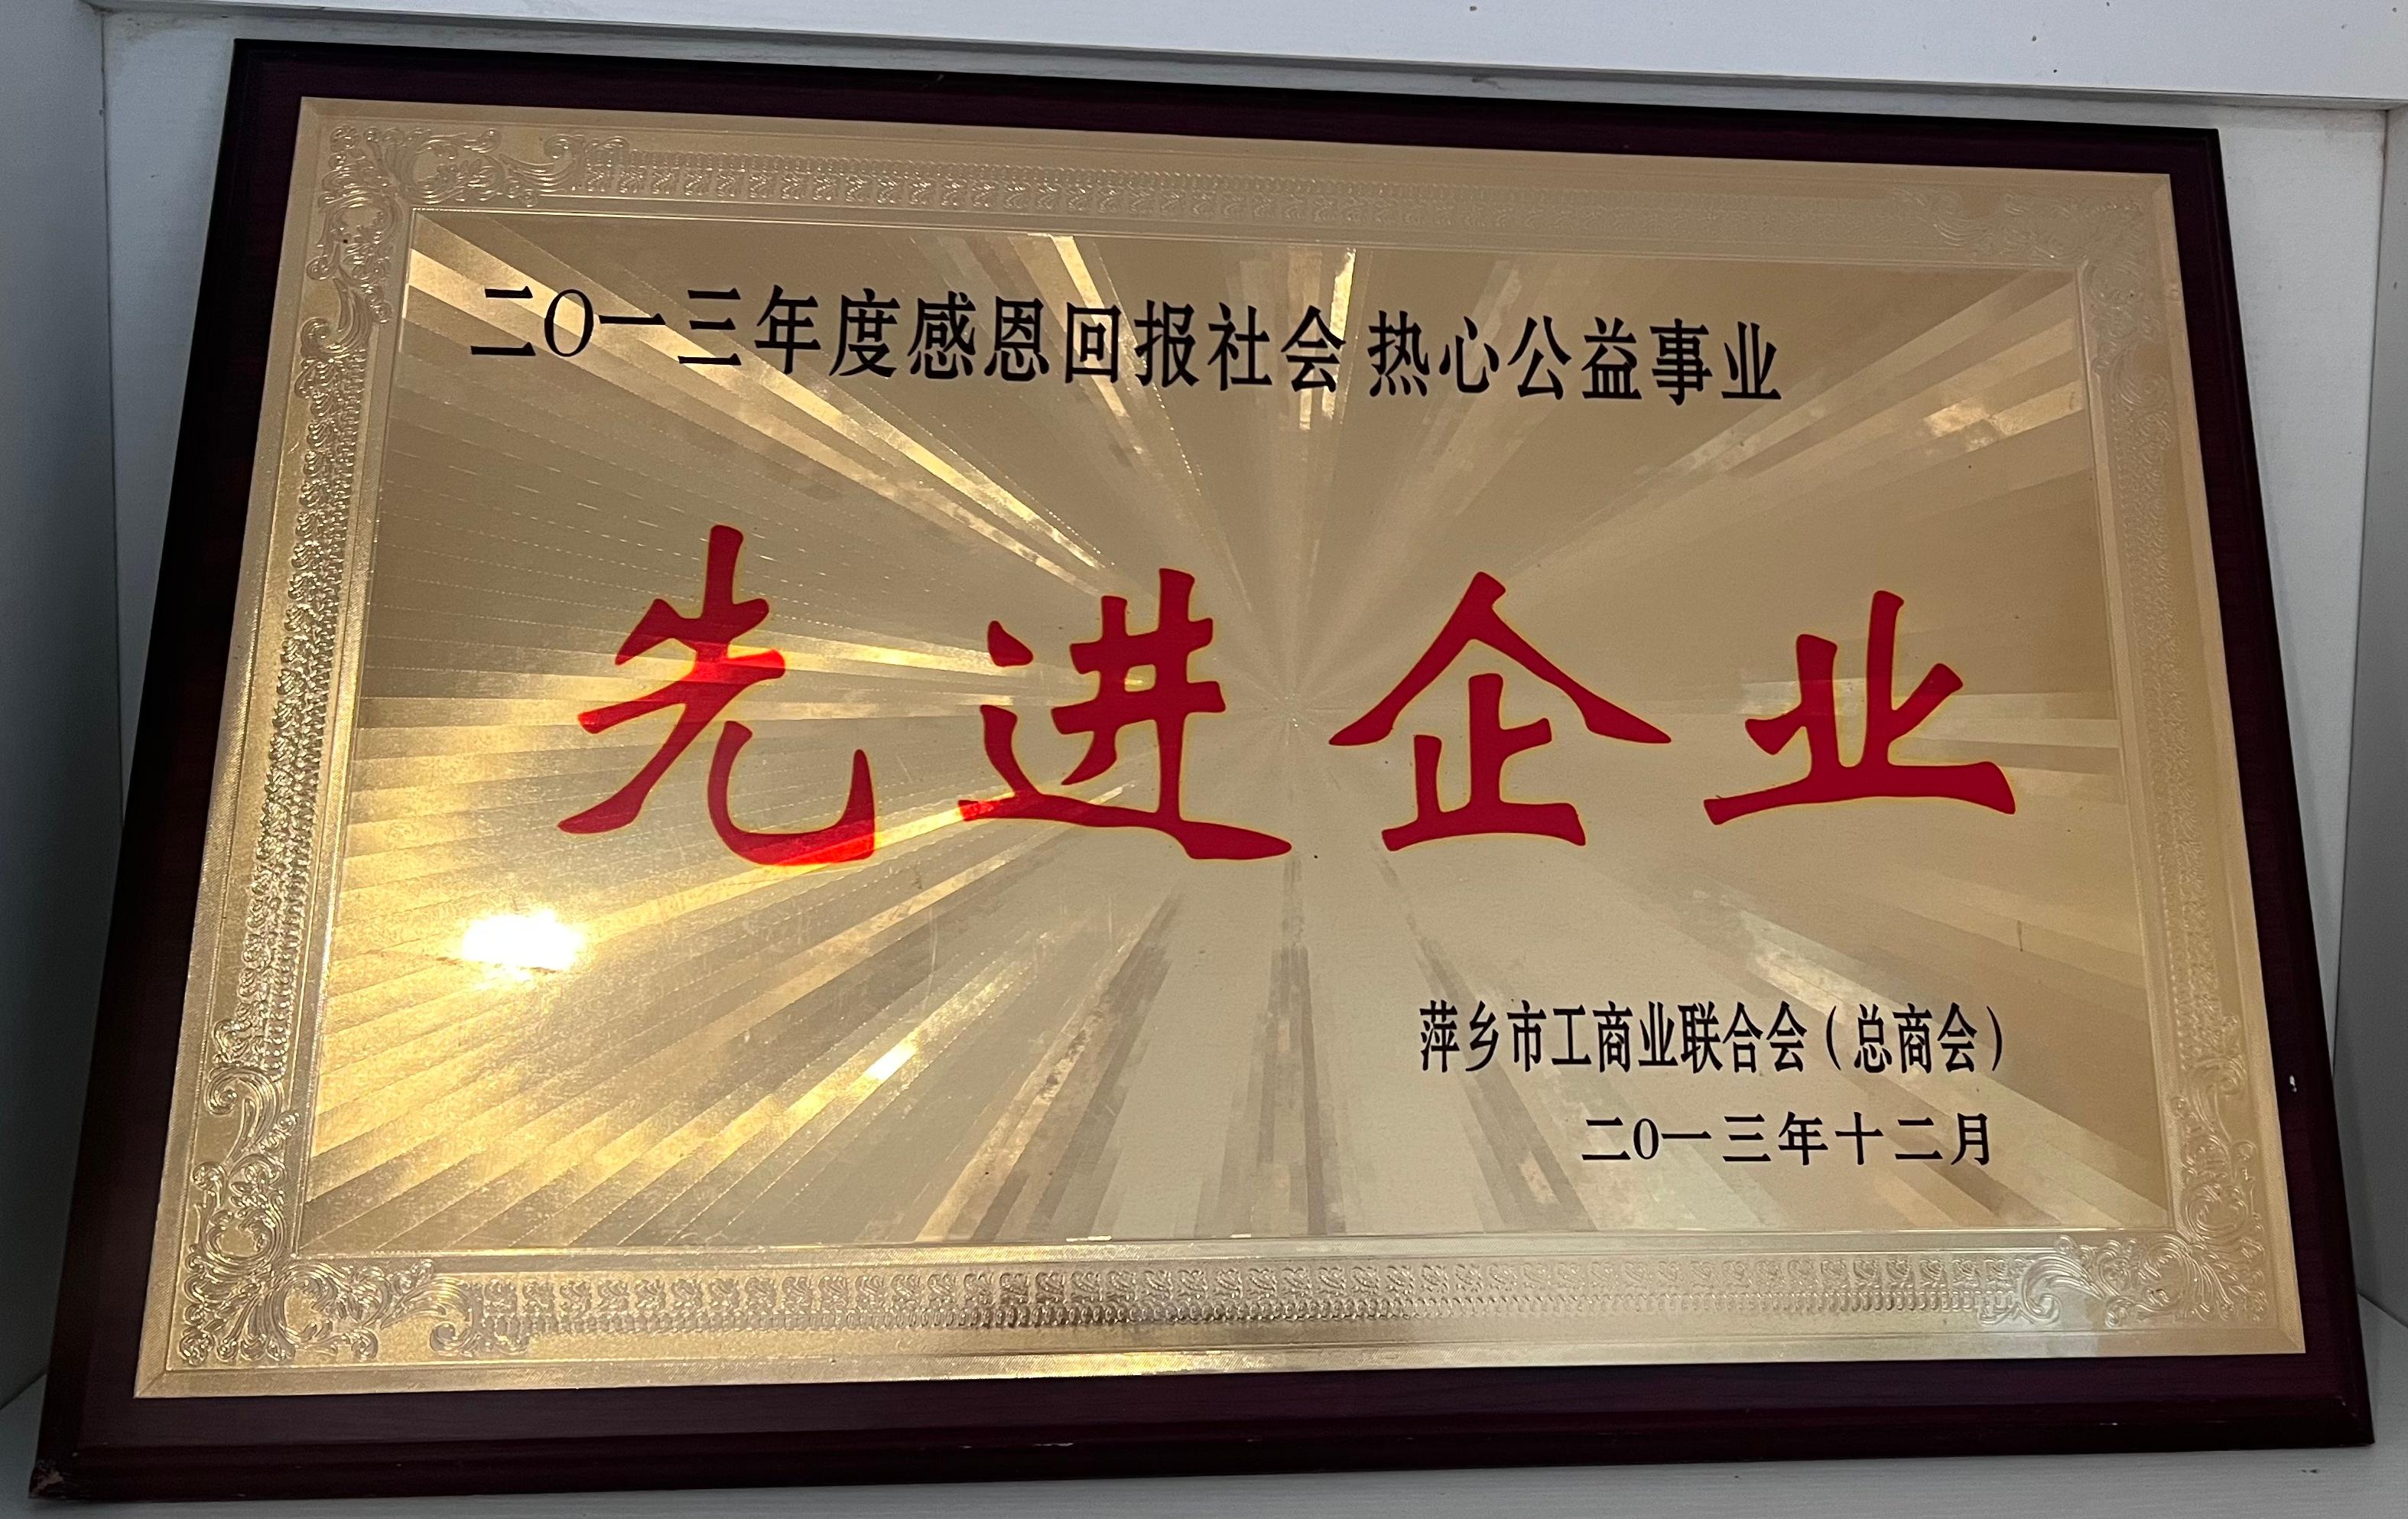 二〇一三年度感恩回报社会 热心公益事业
先进企业
萍乡市工商业联合会（总商会）
二〇一三年十二月